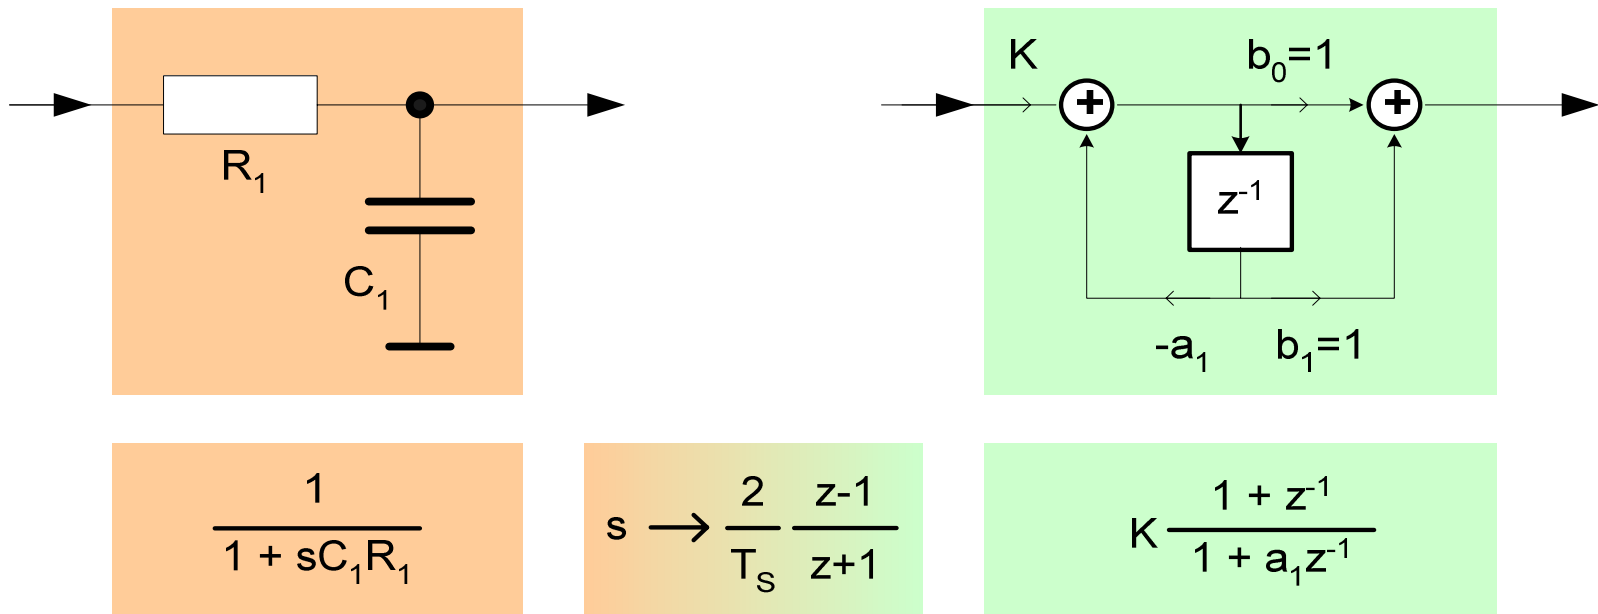 R₁
C₁
K
+
b₀=1
+
z⁻¹
-a₁
b₁=1
1
1 + sC₁R₁
s → 2 z-1
T_S z+1
K 1 + z⁻¹
1 + a₁z⁻¹